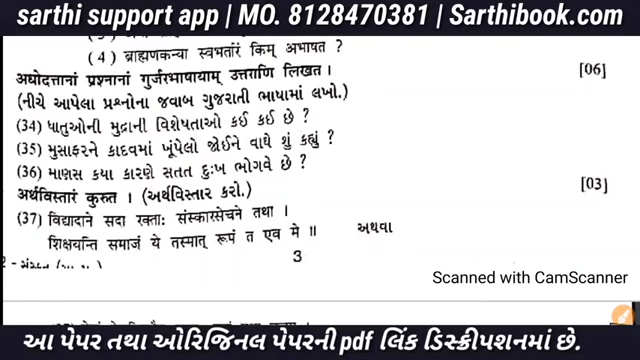 sarthi support app | MO. 8128470381 | Sarthibook.com
(4) ब्राह्मणकन्या स्वभर्तारं किम् अभाषत ?
अधोदत्तानां प्रश्नानां गुर्जरभाषायाम् उत्तराणि लिखत । [06]
(નીચે આપેલા પ્રશ્નોના જવાબ ગુજરાતી ભાષામાં લખો.)
(34) ધાતુઓની મુદ્રાની વિશેષતાઓ કઈ કઈ છે ?
(35) મુસાફરને કાદવમાં ખૂંપેલો જોઈને વાઘે શું કહ્યું ?
(36) માણસ કયા કારણે સતત દુઃખ ભોગવે છે ?
अर्थविस्तारं कुरुत । (અર્થવિસ્તાર કરો.) [03]
(37) विद्यादाने सदा रक्ताः संस्कारसेचने तथा ।
शिक्षयन्ति समाजं ये तस्मात् रूपं त एव मे ॥ અથવા
3
Scanned with CamScanner
આ પેપર તથા ઓરિજિનલ પેપરની pdf લિંક ડિસ્ક્રીપશનમાં છે.